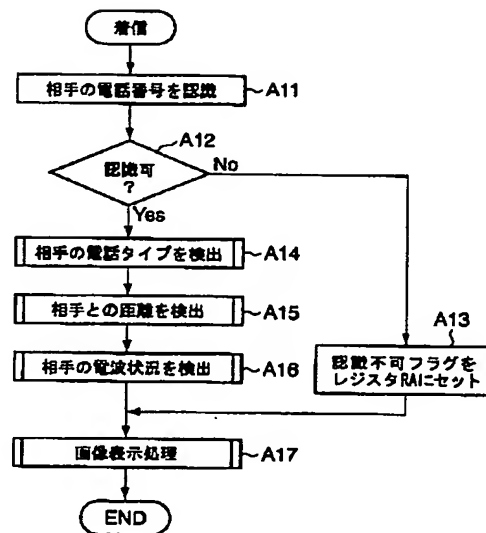 着信
相手の電話番号を認識
A11
A12
認識可
?
No
Yes
相手の電話タイプを検出
A14
相手との距離を検出
A15
A13
相手の電波状況を検出
A16
認識不可フラグを
レジスタRAにセット
画像表示処理
A17
END